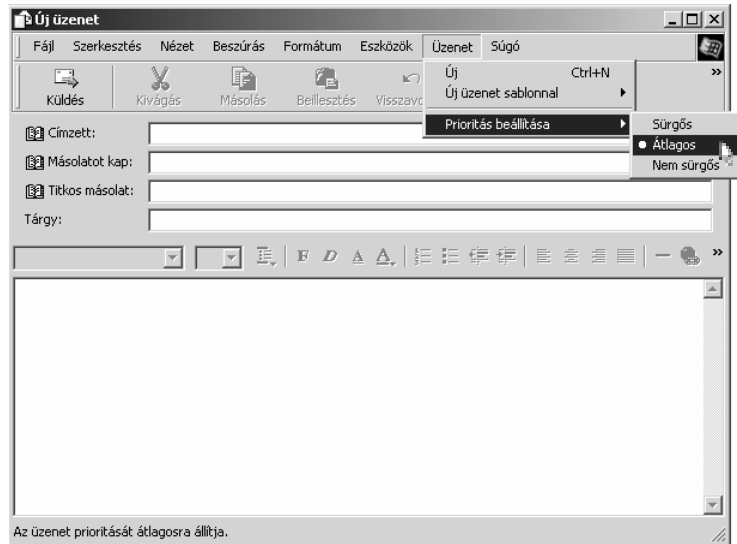 Új üzenet
Fájl Szerkesztés Nézet Beszúrás Formátum Eszközök Üzenet Súgó
Küldés Kivágás Másolás Beillesztés »
Új Ctrl+N
Új üzenet sablonnal
Prioritás beállítása
Sürgős
Átlagos
Nem sürgős
Címzett:
Másolatot kap:
Titkos másolat:
Tárgy:
F D A A »
Az üzenet prioritását átlagosra állítja.